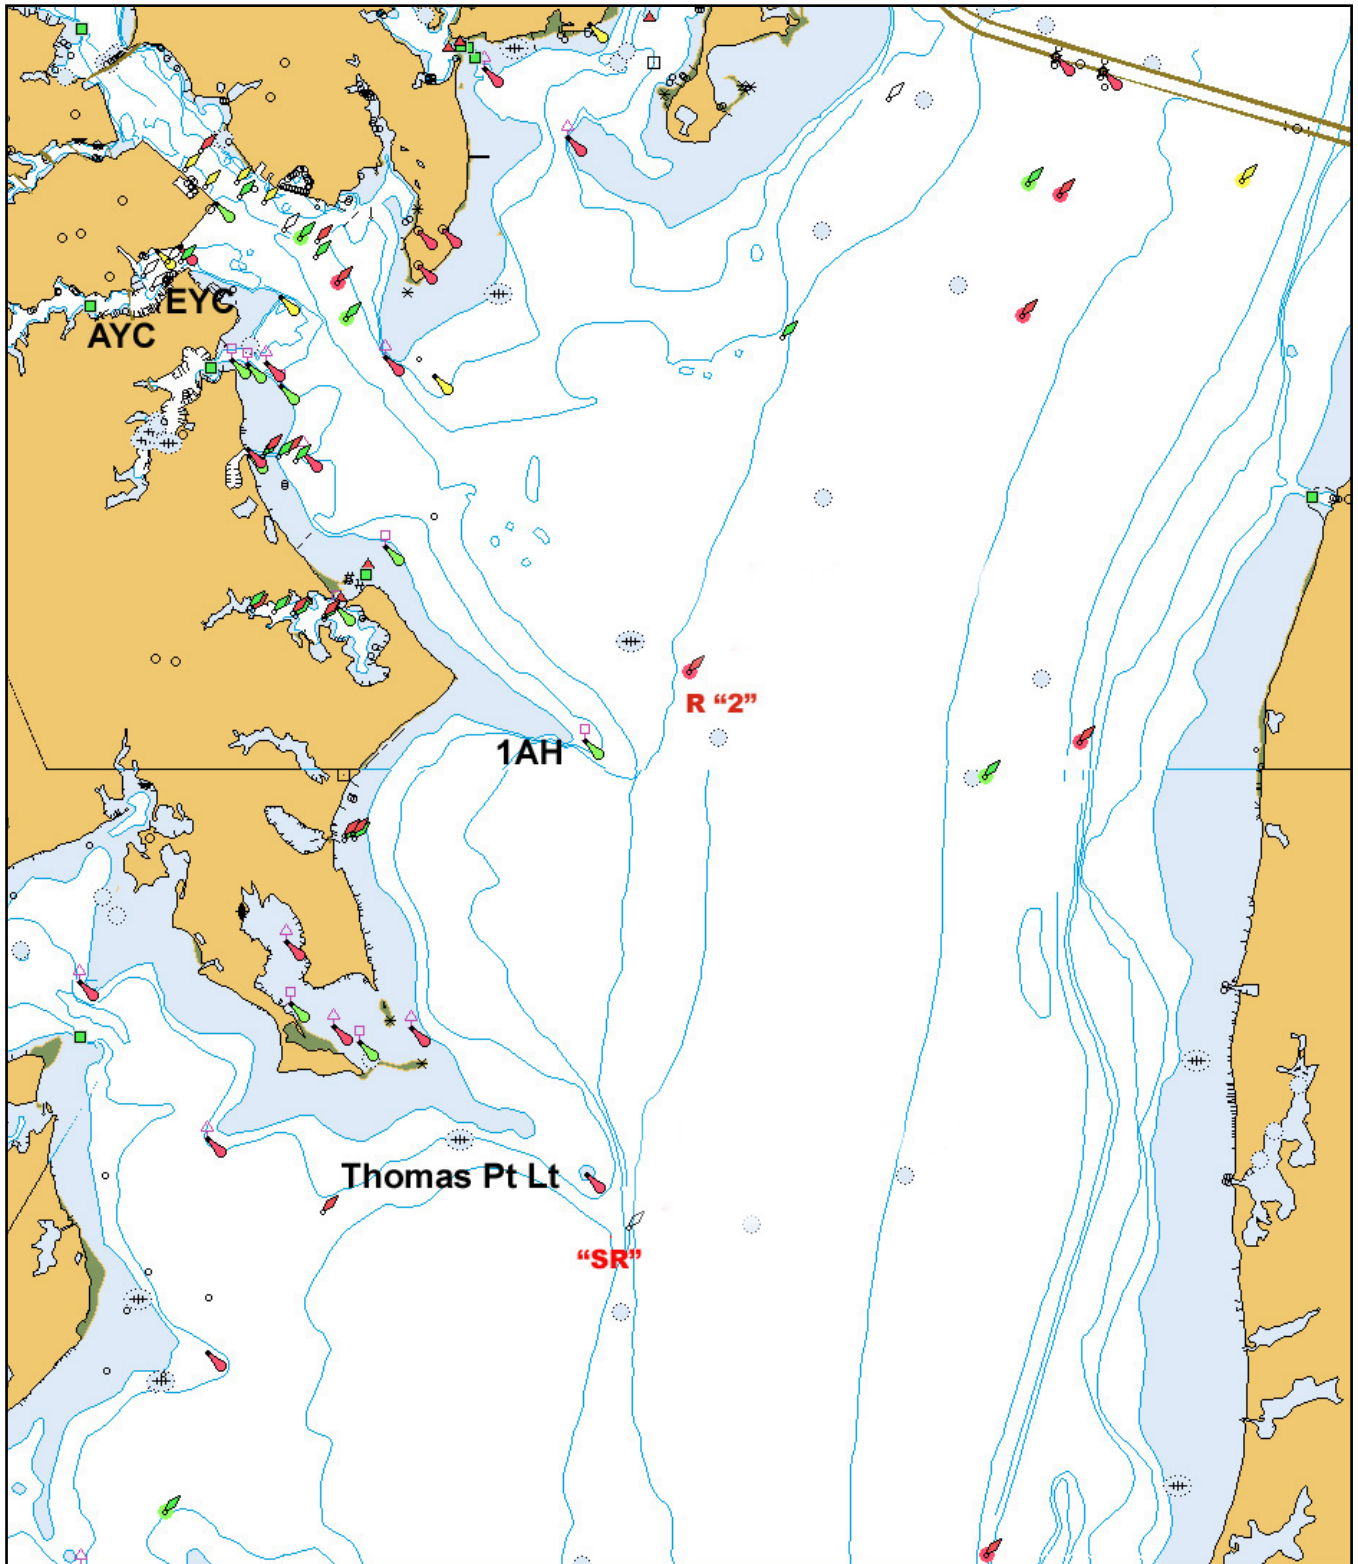 EYC
AYC
R “2”
1AH
Thomas Pt Lt
“SR”